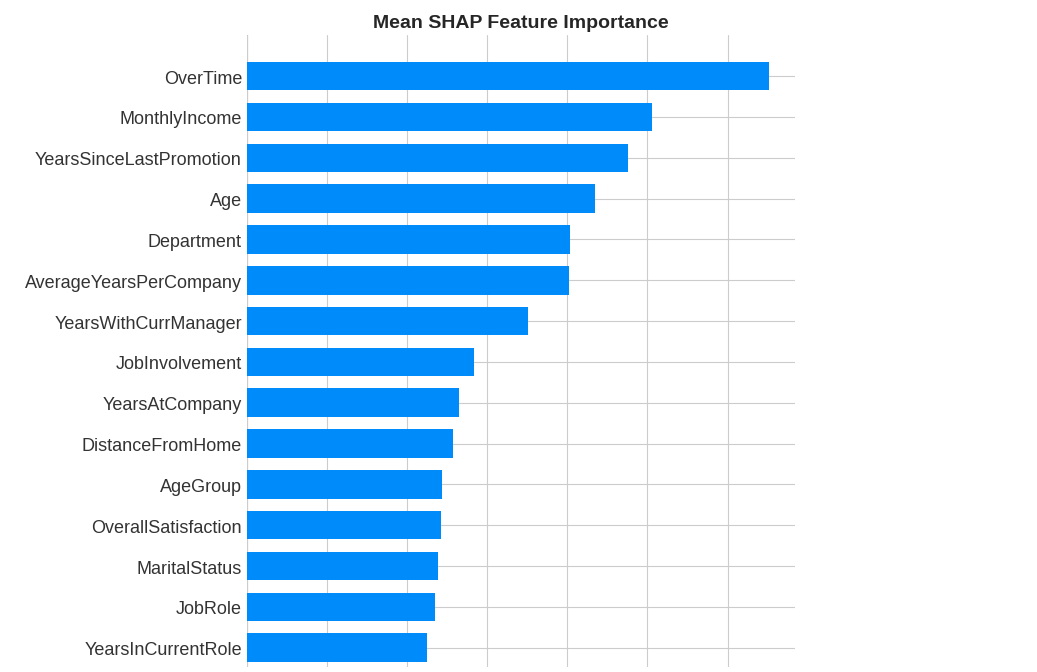 Mean SHAP Feature Importance
OverTime
MonthlyIncome
YearsSinceLastPromotion
Age
Department
AverageYearsPerCompany
YearsWithCurrManager
JobInvolvement
YearsAtCompany
DistanceFromHome
AgeGroup
OverallSatisfaction
MaritalStatus
JobRole
YearsInCurrentRole